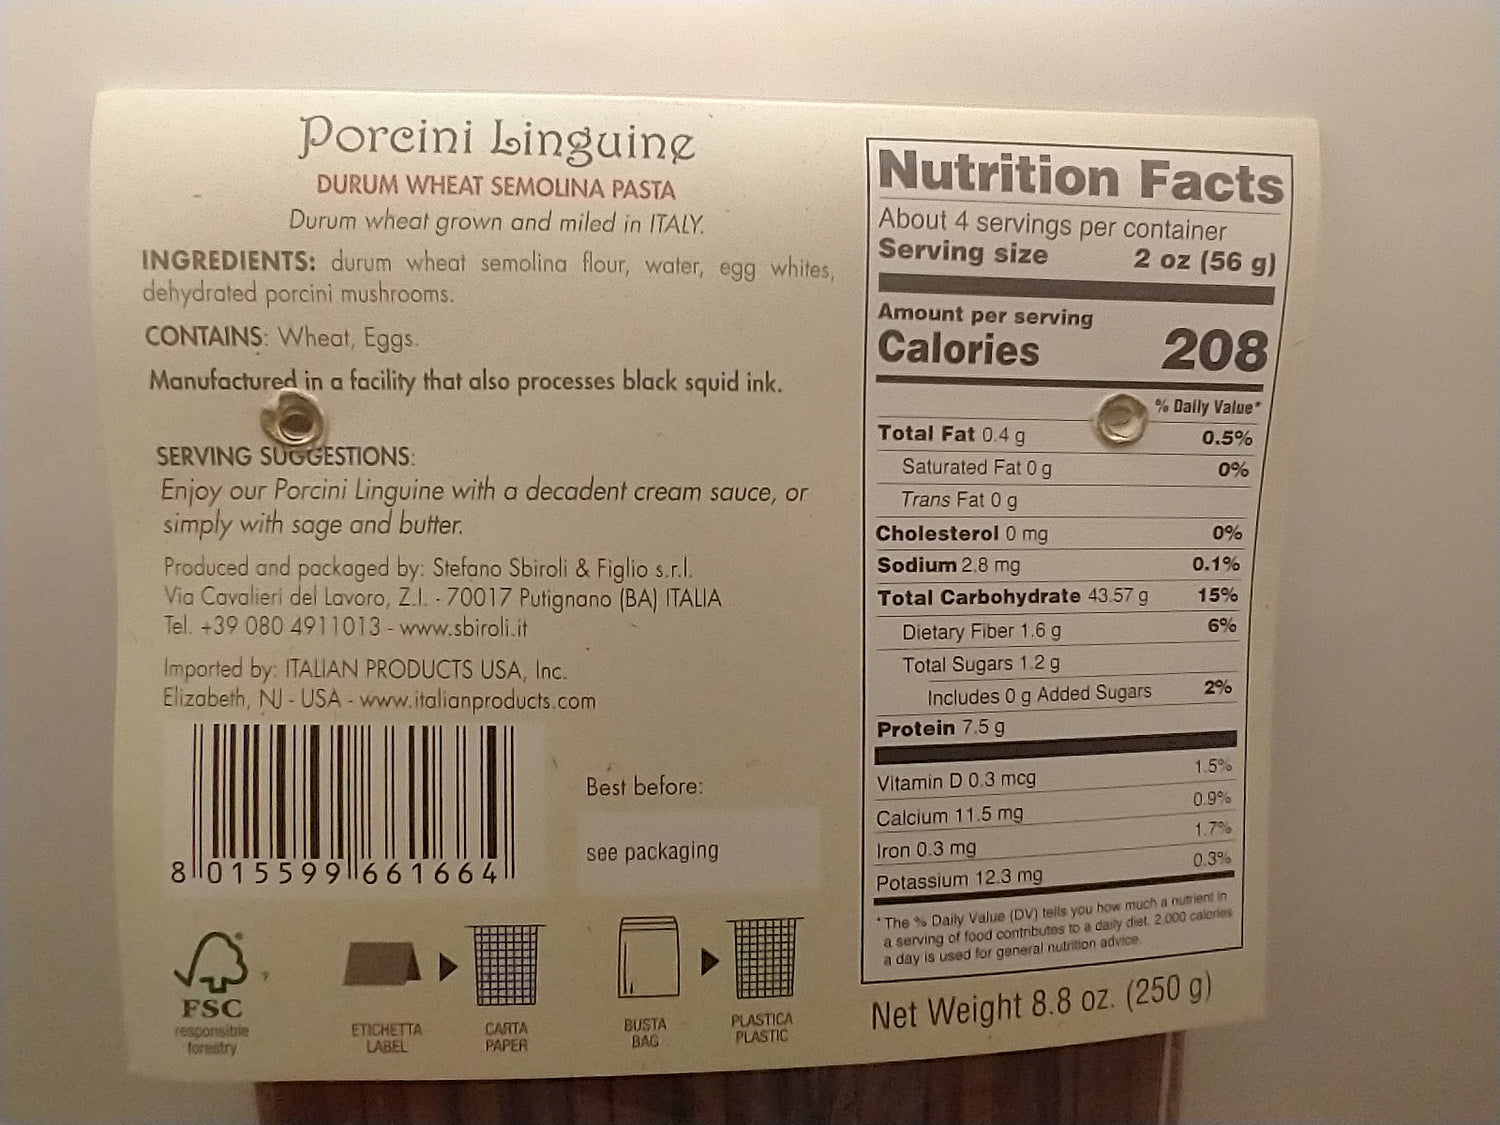 Porcini Linguine
DURUM WHEAT SEMOLINA PASTA
Durum wheat grown and miled in ITALY.
INGREDIENTS: durum wheat semolina flour, water, egg whites,
dehydrated porcini mushrooms.
CONTAINS: Wheat, Eggs.
Manufactured in a facility that also processes black squid ink.
SERVING SUGGESTIONS:
Enjoy our Porcini Linguine with a decadent cream sauce, or
simply with sage and butter.
Produced and packaged by: Stefano Sbiroli & Figlio s.r.l.
Via Cavalieri del Lavoro, Z.I. - 70017 Putignano (BA) ITALIA
Tel. +39 080 4911013 - www.sbiroli.it
Imported by: ITALIAN PRODUCTS USA, Inc.
Elizabeth, NJ - USA - www.italianproducts.com
8 015599 661664
Best before:
see packaging
FSC
responsible
forestry
ETICHETTA
LABEL
CARTA
PAPER
BUSTA
BAG
PLASTICA
PLASTIC
Nutrition Facts
About 4 servings per container
Serving size 2 oz (56 g)
Amount per serving
Calories 208
% Daily Value*
Total Fat 0.4 g 0.5%
Saturated Fat 0 g 0%
Trans Fat 0 g
Cholesterol 0 mg 0%
Sodium 2.8 mg 0.1%
Total Carbohydrate 43.57 g 15%
Dietary Fiber 1.6 g 6%
Total Sugars 1.2 g
Includes 0 g Added Sugars 2%
Protein 7.5 g
Vitamin D 0.3 mcg 1.5%
Calcium 11.5 mg 0.9%
Iron 0.3 mg 1.7%
Potassium 12.3 mg 0.3%
*The % Daily Value (DV) tells you how much a nutrient in
a serving of food contributes to a daily diet. 2,000 calories
a day is used for general nutrition advice.
Net Weight 8.8 oz. (250 g)